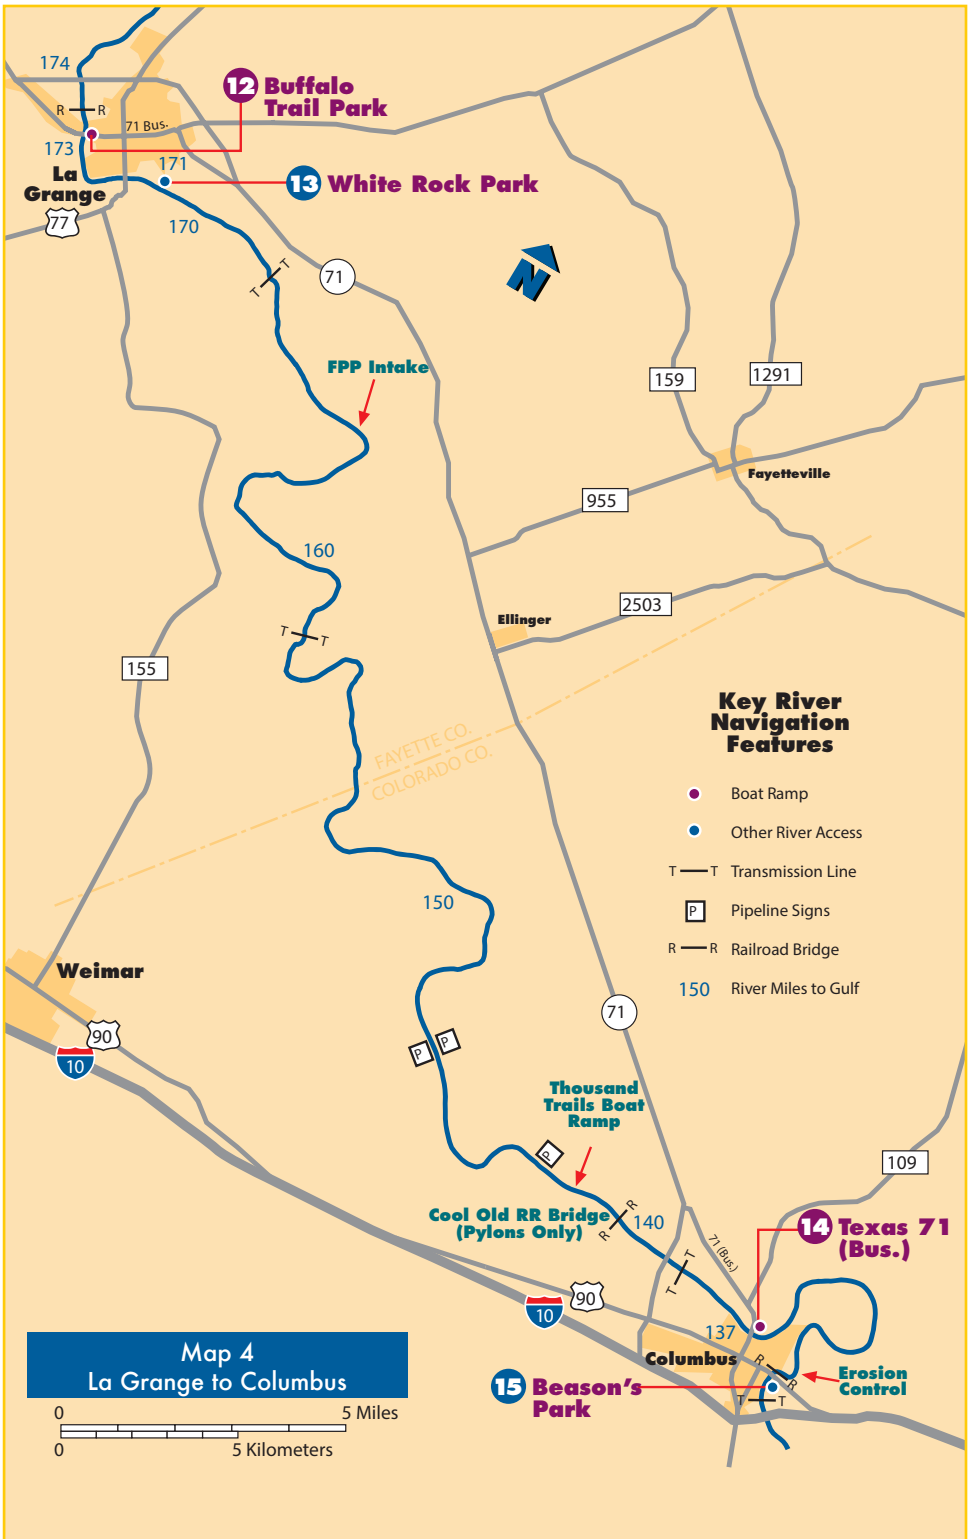 174
12 Buffalo
Trail Park
R R
71 Bus.
173
171
La
Grange
13 White Rock Park
77
170
T T
71
N
FPP Intake
159
1291
Fayetteville
955
160
2503
Ellinger
T T
155
Key River
Navigation
Features
FAYETTE CO.
COLORADO CO.
Boat Ramp
Other River Access
T T Transmission Line
150
P Pipeline Signs
R R Railroad Bridge
Weimar
150 River Miles to Gulf
71
90
10
P P
Thousand
Trails Boat
Ramp
P
109
R R
Cool Old RR Bridge
(Pylons Only)
140
14 Texas 71
(Bus.)
71 (Bus.)
T T
90
10
137
Map 4
La Grange to Columbus
Columbus
R R
Erosion
Control
15 Beason's
Park
T T
0 5 Miles
0 5 Kilometers